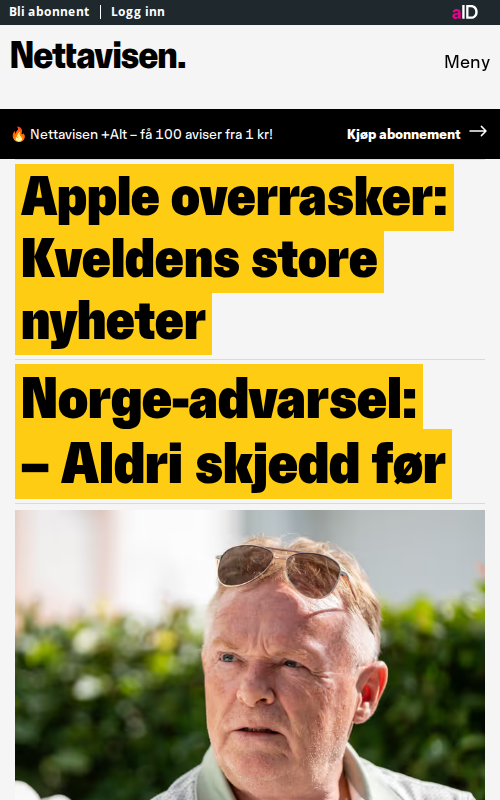 Bli abonnent | Logg inn
aID
Nettavisen.
Meny
🔥 Nettavisen +Alt – få 100 aviser fra 1 kr!
Kjøp abonnement →
Apple overrasker:
Kveldens store
nyheter
Norge-advarsel:
– Aldri skjedd før